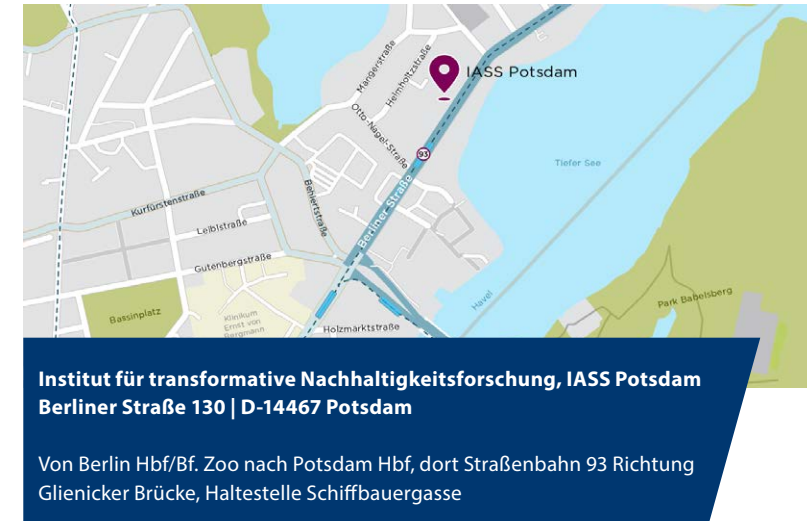 Mangerstraße
Helmholtzstraße
IASS Potsdam
Otto-Nagel-Straße
93
Tiefer See
Kurfürstenstraße
Behlertstraße
Berliner Straße
Leiblstraße
Gutenbergstraße
Havel
Park Babelsberg
Bassinplatz
Klinikum
Ernst von
Bergmann
Holzmarktstraße
Institut für transformative Nachhaltigkeitsforschung, IASS Potsdam
Berliner Straße 130 | D-14467 Potsdam
Von Berlin Hbf/Bf. Zoo nach Potsdam Hbf, dort Straßenbahn 93 Richtung
Glienicker Brücke, Haltestelle Schiffbauergasse